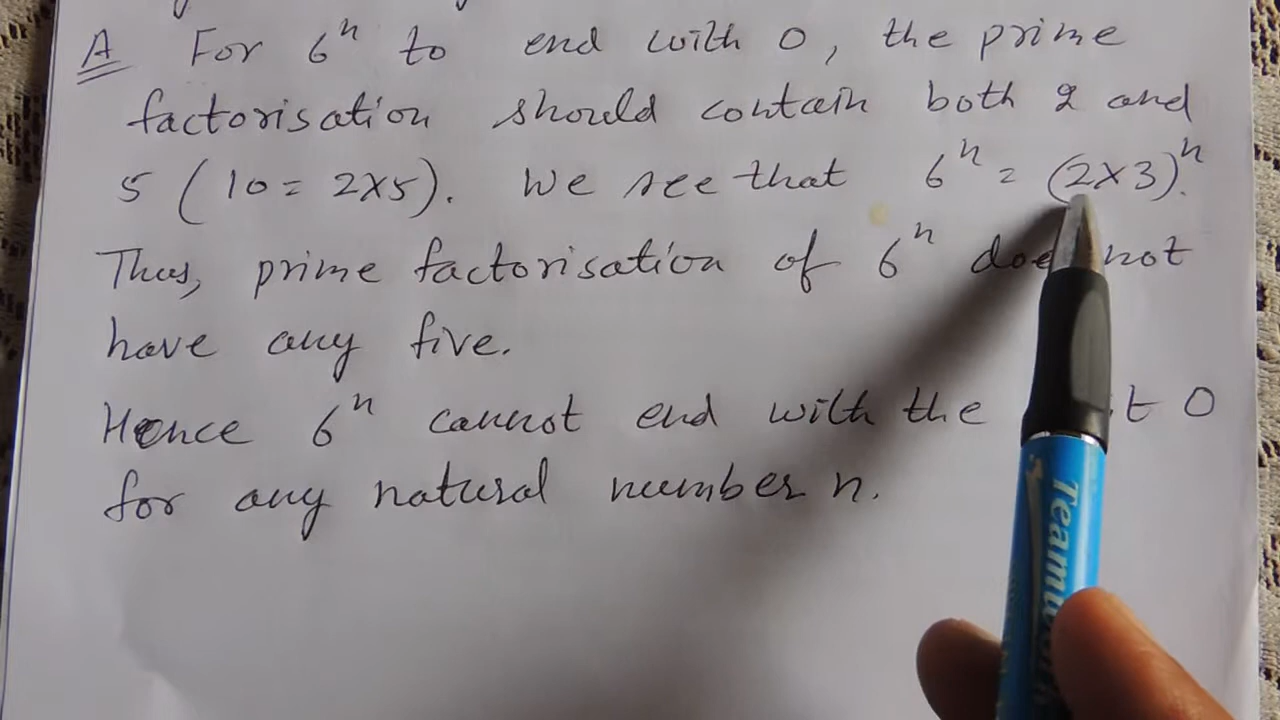 A For 6ⁿ to end with 0, the prime
factorisation should contain both 2 and
5 (10 = 2×5). We see that 6ⁿ = (2×3)ⁿ.
Thus, prime factorisation of 6ⁿ does not
have any five.
Hence 6ⁿ cannot end with the 0
for any natural number n.